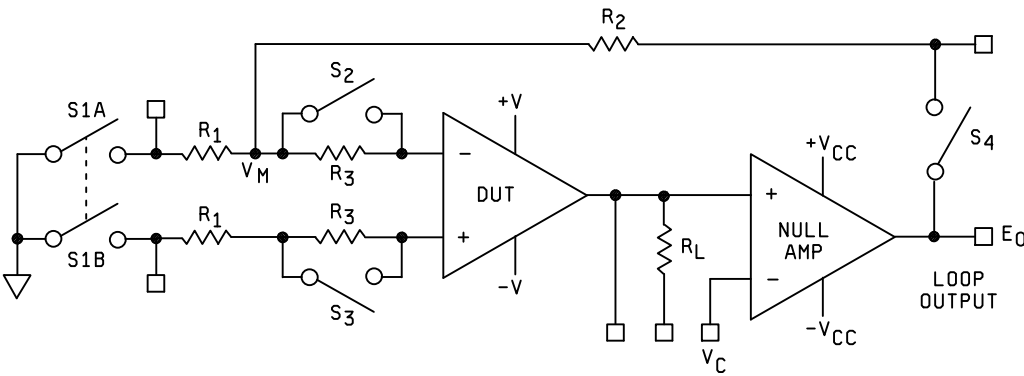 R2
S2
S1A
+V
R1
S4
+VCC
VM
R3
−
DUT
+
NULL
AMP
R1
R3
+
RL
EO
S1B
−
LOOP
OUTPUT
−V
S3
−VCC
VC